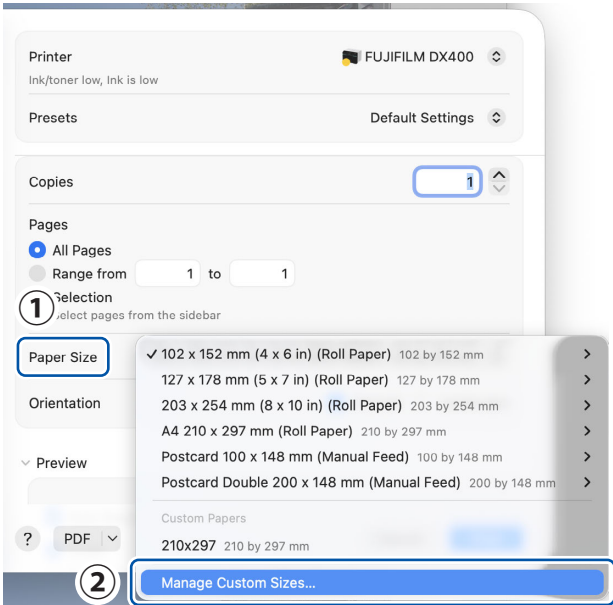 Printer
FUJIFILM DX400
Ink/toner low, Ink is low
Presets
Default Settings
Copies
1
Pages
All Pages
Range from 1 to 1
1
Selection
Select pages from the sidebar
Paper Size
✓ 102 x 152 mm (4 x 6 in) (Roll Paper) 102 by 152 mm
127 x 178 mm (5 x 7 in) (Roll Paper) 127 by 178 mm
203 x 254 mm (8 x 10 in) (Roll Paper) 203 by 254 mm
Orientation
A4 210 x 297 mm (Roll Paper) 210 by 297 mm
Postcard 100 x 148 mm (Manual Feed) 100 by 148 mm
Preview
Postcard Double 200 x 148 mm (Manual Feed) 200 by 148 mm
Custom Papers
? PDF
210x297 210 by 297 mm
2
Manage Custom Sizes...